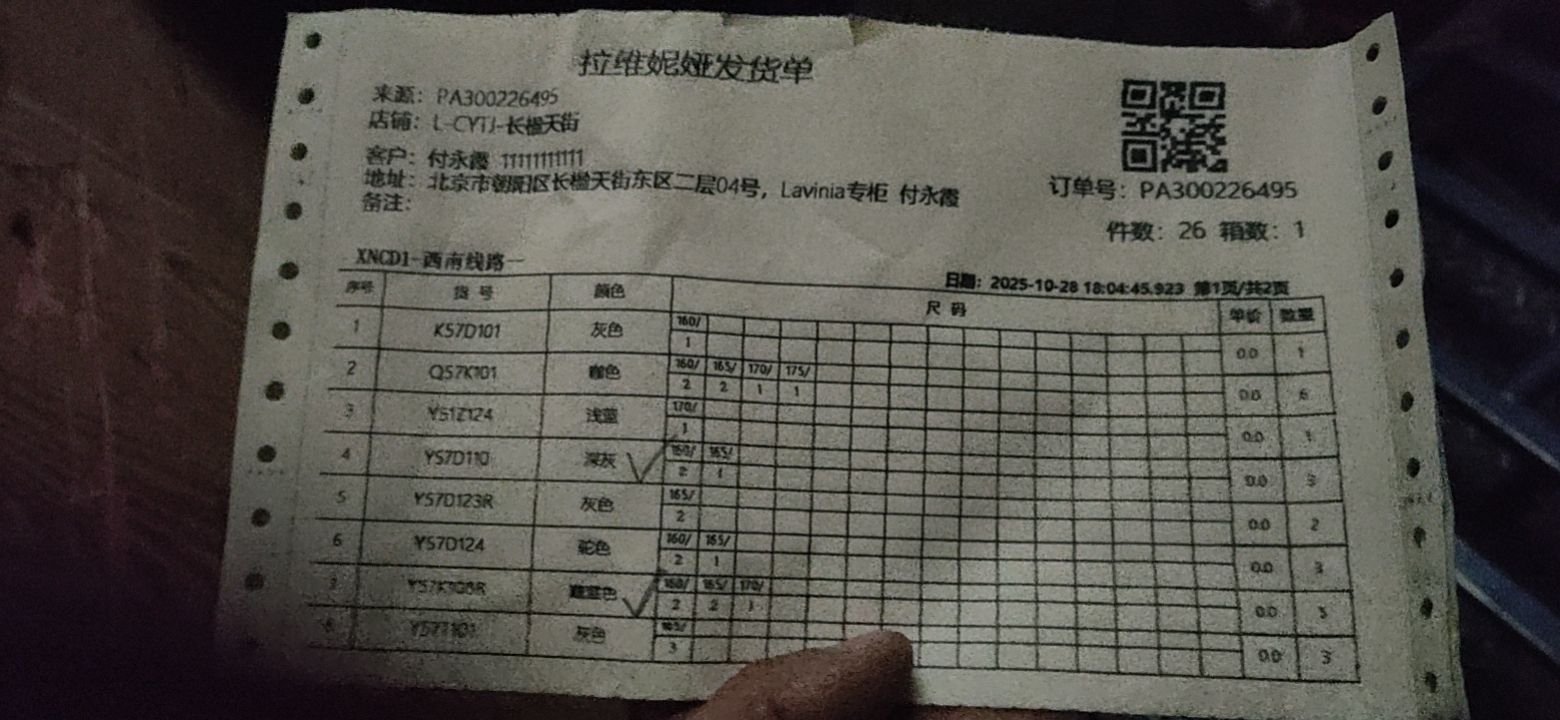 拉维妮娅发货单
来源：PA300226495
店铺：L-CYTJ-长楹天街
客户：付永霞 11111111111
地址：北京市朝阳区长楹天街东区二层04号，Lavinia专柜 付永霞
备注：
订单号：PA300226495
件数：26 箱数：1
XNCD1-西南线路一
日期：2025-10-28 18:04:45.923 第1页/共2页
序号 货号 颜色 尺码 单价 数量
1 K57D101 灰色 160/ 0.0 1
1
2 Q57K101 咖色 160/ 165/ 170/ 175/ 0.0 6
2 2 1 1
3 Y51Z124 浅蓝 170/ 0.0 1
1
4 Y57D110 深灰 160/ 165/ 0.0 3
2 1
5 Y57D123R 灰色 165/ 0.0 2
2
6 Y57D124 驼色 160/ 165/ 0.0 3
2 1
7 160/ 165/ 170/ 0.0 5
2 2 1
8 灰色 165/ 0.0 3
3